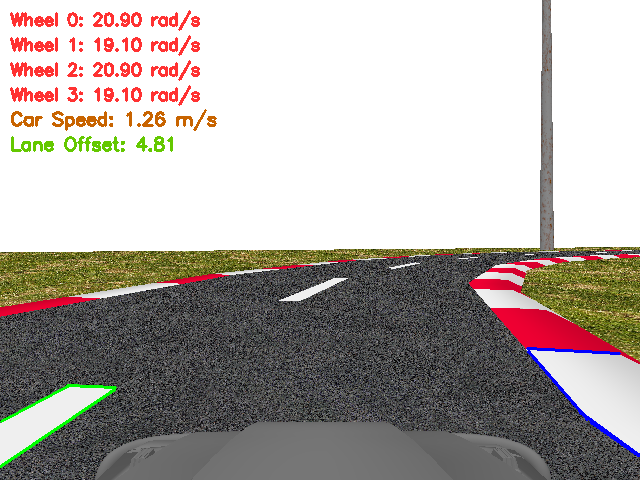 Wheel 0: 20.90 rad/s
Wheel 1: 19.10 rad/s
Wheel 2: 20.90 rad/s
Wheel 3: 19.10 rad/s
Car Speed: 1.26 m/s
Lane Offset: 4.81